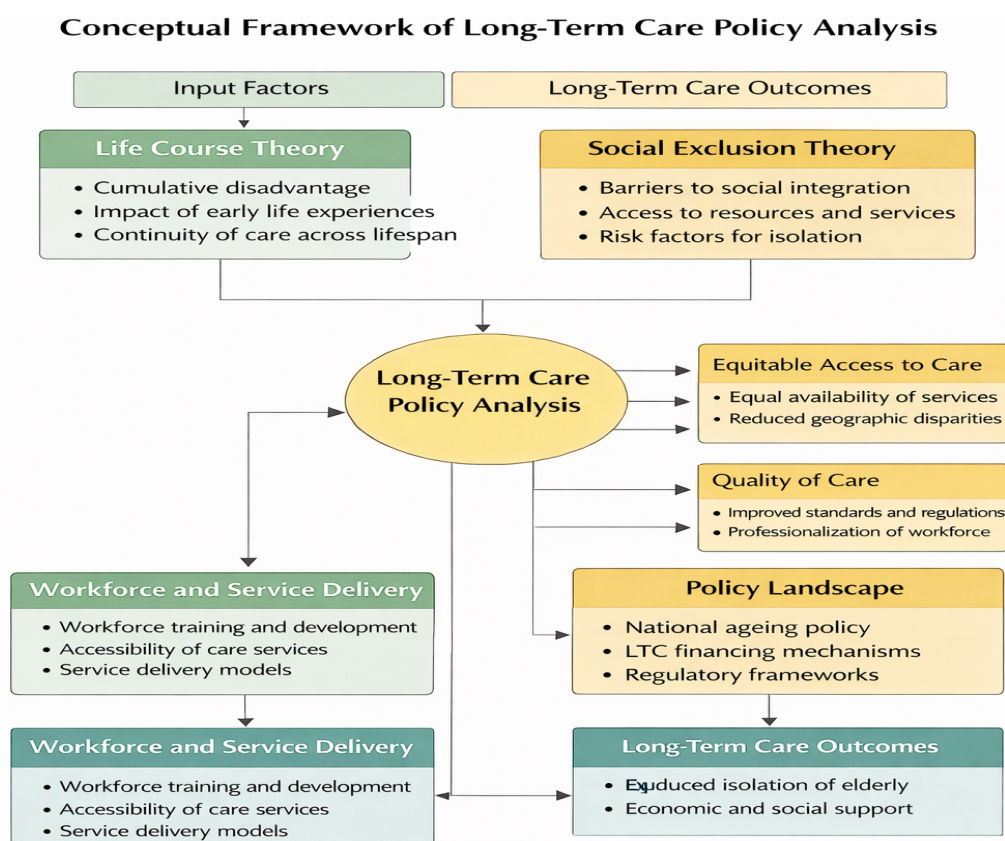 Conceptual Framework of Long-Term Care Policy Analysis
Input Factors
Long-Term Care Outcomes
Life Course Theory
• Cumulative disadvantage
• Impact of early life experiences
• Continuity of care across lifespan
Social Exclusion Theory
• Barriers to social integration
• Access to resources and services
• Risk factors for isolation
Long-Term Care
Policy Analysis
Equitable Access to Care
• Equal availability of services
• Reduced geographic disparities
Quality of Care
• Improved standards and regulations
• Professionalization of workforce
Workforce and Service Delivery
• Workforce training and development
• Accessibility of care services
• Service delivery models
Policy Landscape
• National ageing policy
• LTC financing mechanisms
• Regulatory frameworks
Workforce and Service Delivery
• Workforce training and development
• Accessibility of care services
• Service delivery models
Long-Term Care Outcomes
• isolation of elderly
• Economic and social support